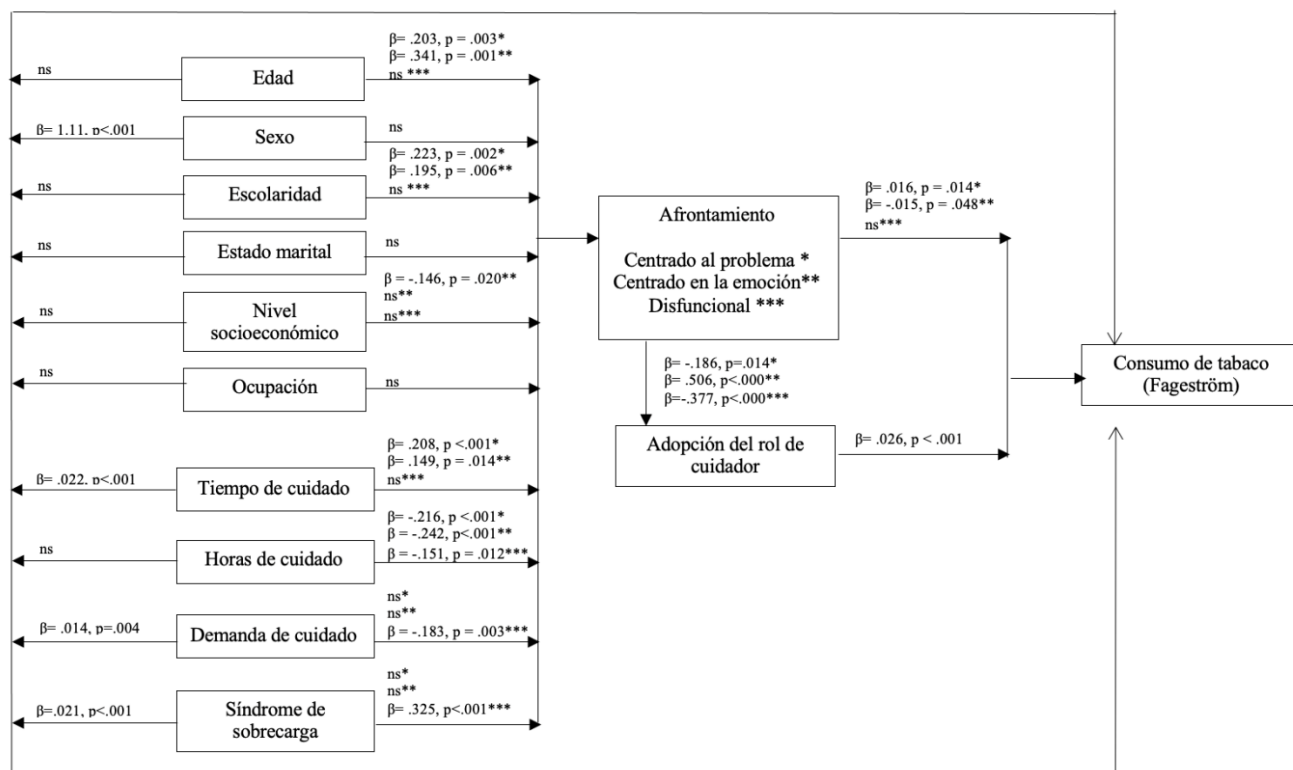 β= .203, p = .003*
β= .341, p = .001**
ns ***
ns
Edad
β= 1.11, p<.001
Sexo
ns
β= .223, p = .002*
β= .195, p = .006**
ns ***
ns
Escolaridad
ns
Estado marital
ns
β = -.146, p = .020**
ns**
ns***
ns
Nivel
socioeconómico
ns
Ocupación
ns
β= .208, p <.001*
β= .149, p = .014**
ns***
β= .022, p<.001
Tiempo de cuidado
β= -.216, p <.001*
β = -.242, p<.001**
β = -.151, p = .012***
ns
Horas de cuidado
ns*
ns**
β = -.183, p = .003***
β= .014, p=.004
Demanda de cuidado
ns*
ns**
β= .325, p<.001***
β=.021, p<.001
Síndrome de
sobrecarga
Afrontamiento
Centrado al problema *
Centrado en la emoción**
Disfuncional ***
β= .016, p = .014*
β= -.015, p = .048**
ns***
β= -.186, p=.014*
β= .506, p<.000**
β=-.377, p<.000***
Adopción del rol de
cuidador
β= .026, p < .001
Consumo de tabaco
(Fageström)